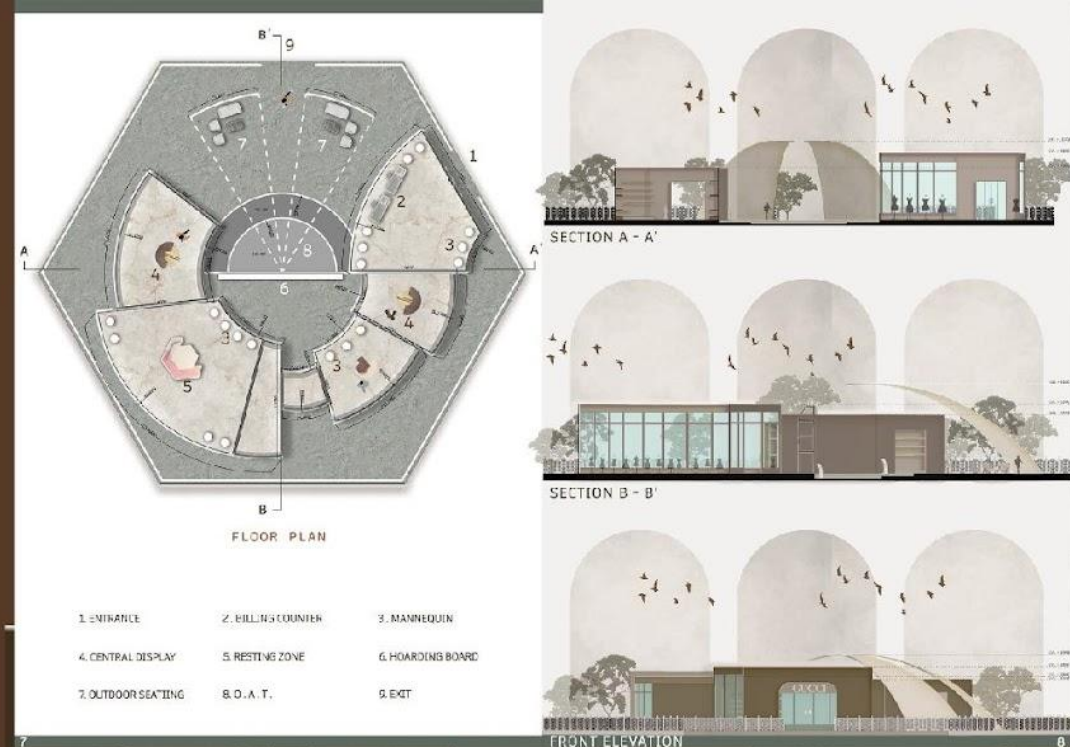 B'
9
7
7
1
2
3
8
A
A'
4
6
4
3
3
5
B
FLOOR PLAN
1. ENTRANCE
2. BILLING COUNTER
3. MANNEQUIN
4. CENTRAL DISPLAY
5. RESTING ZONE
6. HOARDING BOARD
7. OUTDOOR SEATING
8. O.A.T.
9. EXIT
7
SECTION A - A'
SECTION B - B'
GUCCI
FRONT ELEVATION
8